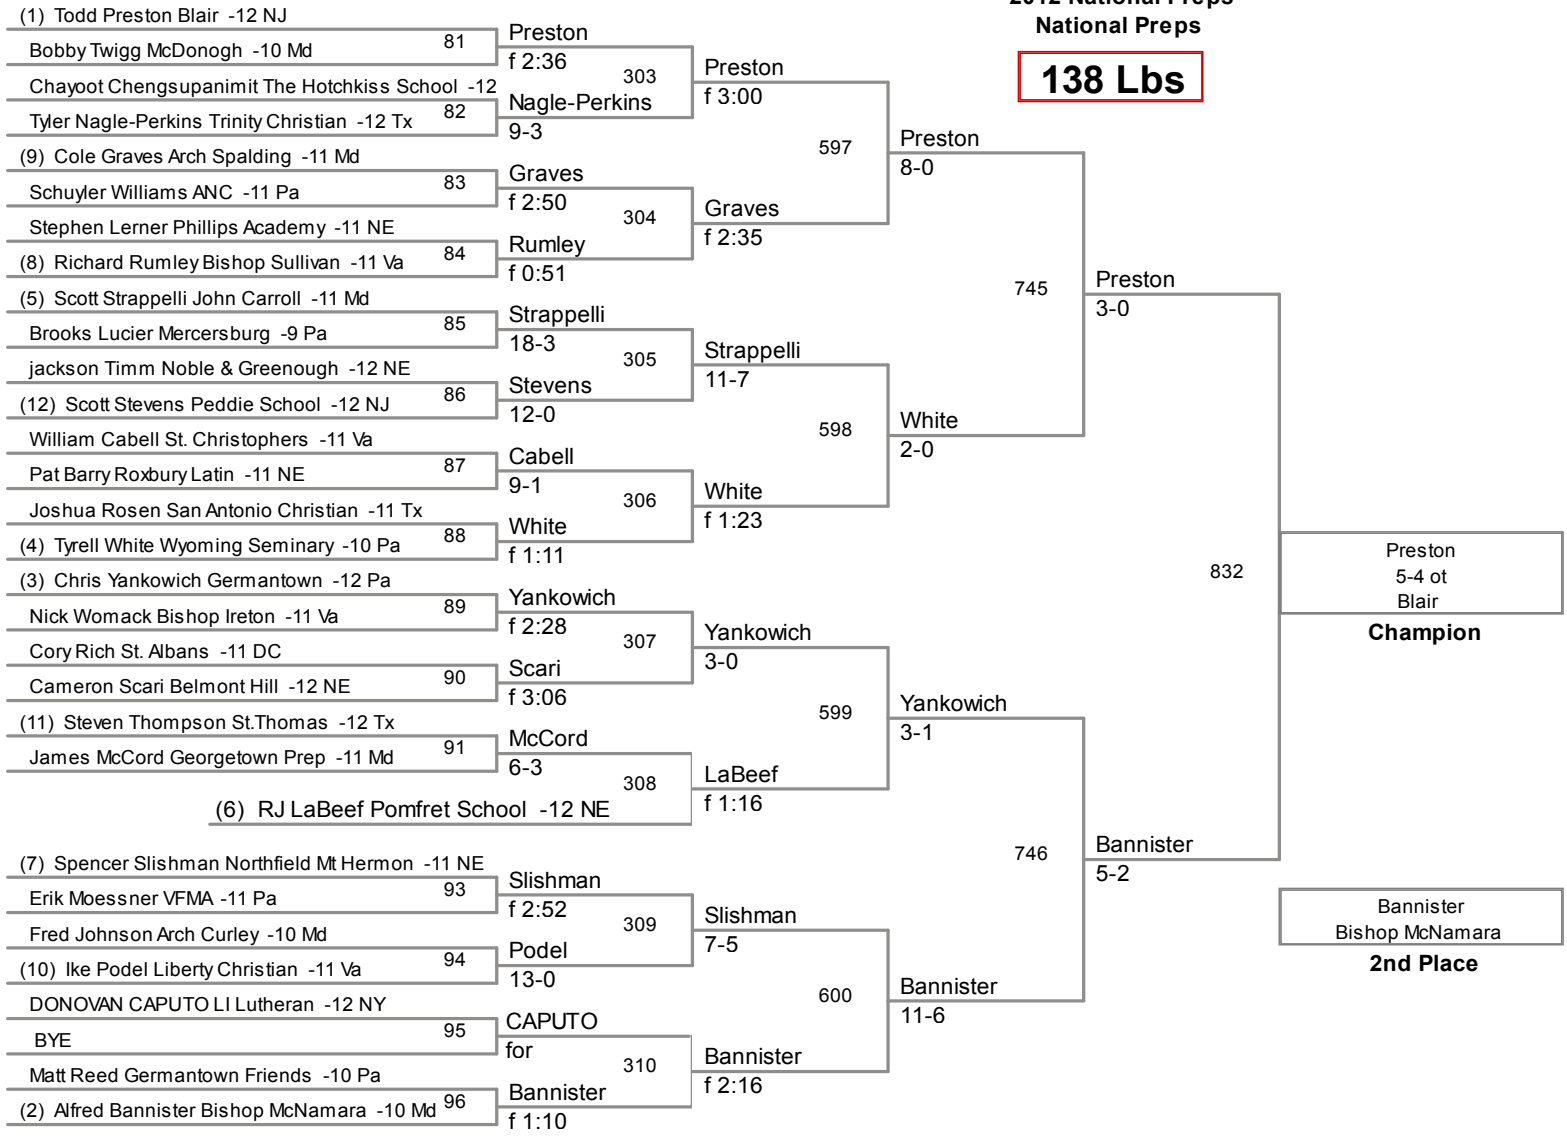 2012 National Preps
National Preps
138 Lbs
(1) Todd Preston Blair -12 NJ
81
Bobby Twigg McDonogh -10 Md
Chayoot Chengsupanimit The Hotchkiss School -12
82
Tyler Nagle-Perkins Trinity Christian -12 Tx
(9) Cole Graves Arch Spalding -11 Md
83
Schuyler Williams ANC -11 Pa
Stephen Lerner Phillips Academy -11 NE
84
(8) Richard Rumley Bishop Sullivan -11 Va
(5) Scott Strappelli John Carroll -11 Md
85
Brooks Lucier Mercersburg -9 Pa
jackson Timm Noble & Greenough -12 NE
86
(12) Scott Stevens Peddie School -12 NJ
William Cabell St. Christophers -11 Va
87
Pat Barry Roxbury Latin -11 NE
Joshua Rosen San Antonio Christian -11 Tx
88
(4) Tyrell White Wyoming Seminary -10 Pa
(3) Chris Yankowich Germantown -12 Pa
89
Nick Womack Bishop Ireton -11 Va
Cory Rich St. Albans -11 DC
90
Cameron Scari Belmont Hill -12 NE
(11) Steven Thompson St.Thomas -12 Tx
91
James McCord Georgetown Prep -11 Md
(6) RJ LaBeef Pomfret School -12 NE
(7) Spencer Slishman Northfield Mt Hermon -11 NE
93
Erik Moessner VFMA -11 Pa
Fred Johnson Arch Curley -10 Md
94
(10) Ike Podel Liberty Christian -11 Va
DONOVAN CAPUTO LI Lutheran -12 NY
95
BYE
Matt Reed Germantown Friends -10 Pa
96
(2) Alfred Bannister Bishop McNamara -10 Md
Preston
f 2:36
303
Nagle-Perkins
9-3
Graves
f 2:50
304
Rumley
f 0:51
Strappelli
18-3
305
Stevens
12-0
Cabell
9-1
306
White
f 1:11
Yankowich
f 2:28
307
Scari
f 3:06
McCord
6-3
308
Slishman
f 2:52
309
Podel
13-0
CAPUTO
for
310
Bannister
f 1:10
Preston
f 3:00
597
Graves
f 2:35
Strappelli
11-7
598
White
f 1:23
Yankowich
3-0
599
LaBeef
f 1:16
Slishman
7-5
600
Bannister
f 2:16
Preston
8-0
745
White
2-0
Yankowich
3-1
746
Bannister
11-6
Preston
3-0
832
Bannister
5-2
Preston
5-4 ot
Blair
Champion
Bannister
Bishop McNamara
2nd Place